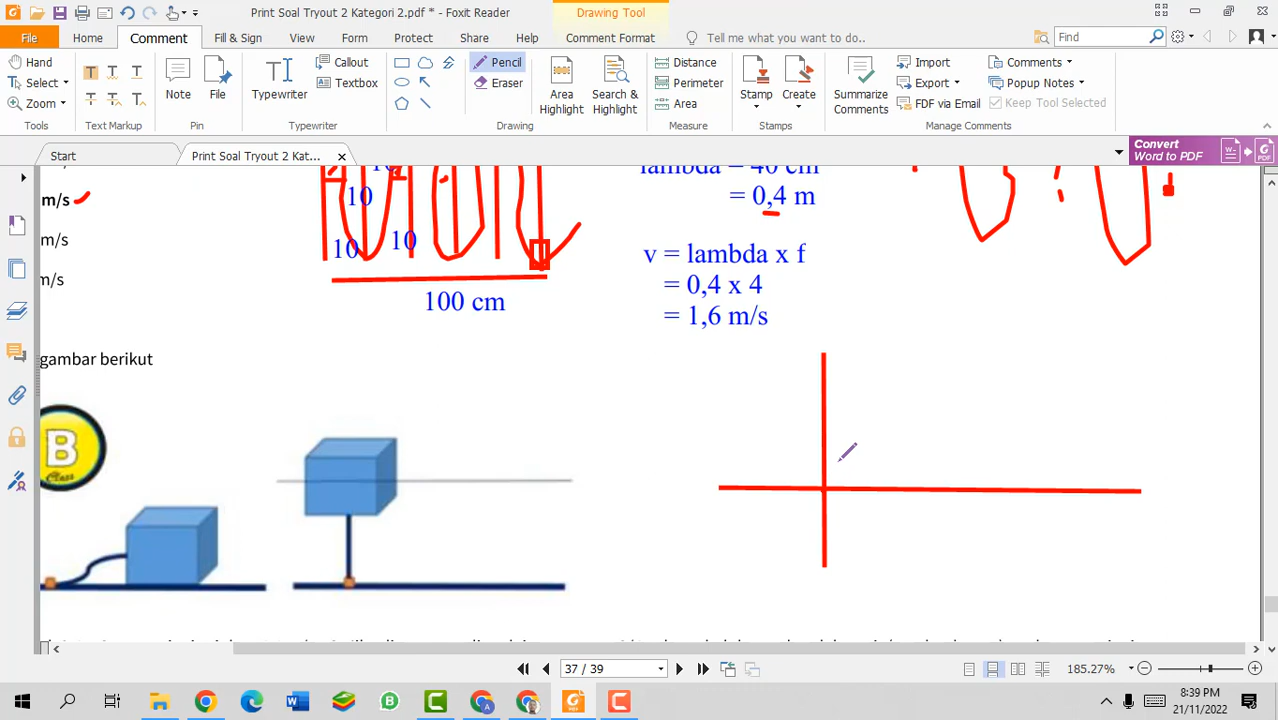 Print Soal Tryout 2 Kategori 2.pdf * - Foxit Reader
Drawing Tool
File
Home
Comment
Fill & Sign
View
Form
Protect
Share
Help
Comment Format
Tell me what you want to do..
Find
Hand
Select
Zoom
Tools
Text Markup
Note
File
Pin
Typewriter
Callout
Textbox
Typewriter
Pencil
Eraser
Drawing
Area Highlight
Search & Highlight
Distance
Perimeter
Area
Measure
Stamp
Create
Stamps
Summarize Comments
Import
Export
FDF via Email
Comments
Popup Notes
Keep Tool Selected
Manage Comments
Start
Print Soal Tryout 2 Kat...
Convert
Word to PDF
lambda = 40 cm
= 0,4 m
m/s
10
m/s
10
10
v = lambda x f
m/s
= 0,4 x 4
100 cm
= 1,6 m/s
gambar berikut
B
Class
37 / 39
185.27%
8:39 PM
21/11/2022